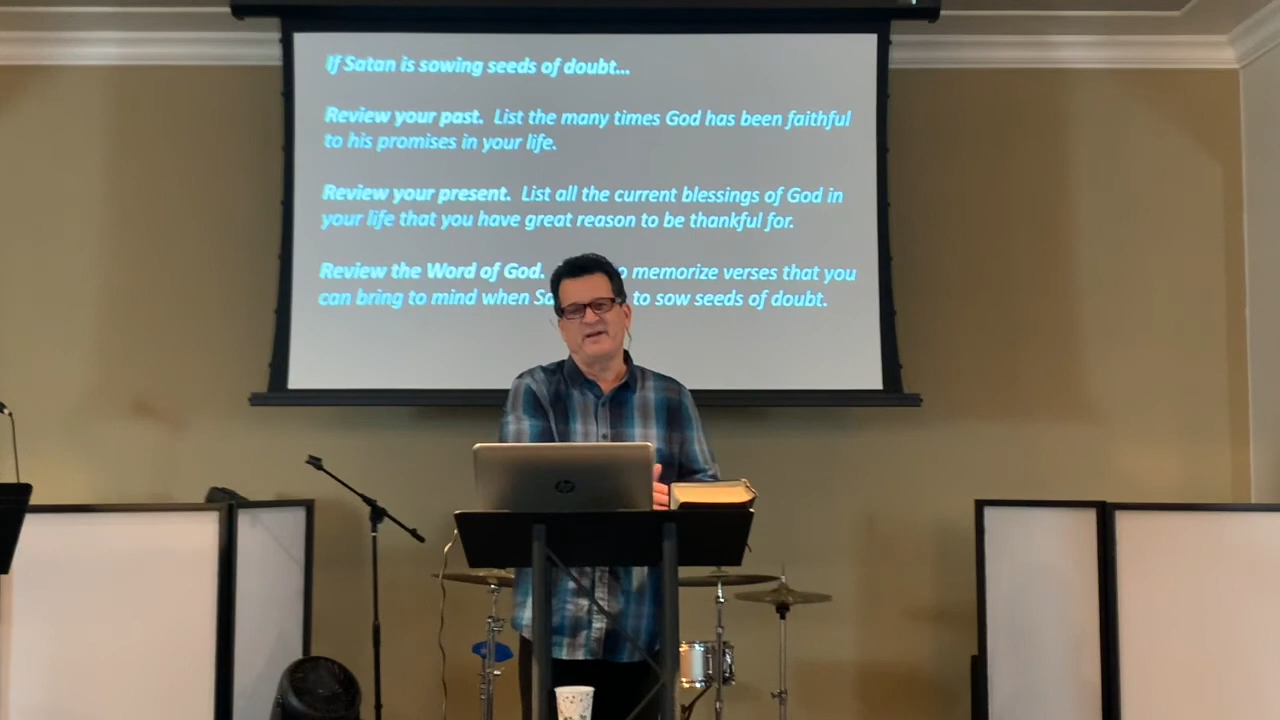 If Satan is sowing seeds of doubt...
Review your past. List the many times God has been faithful
to his promises in your life.
Review your present. List all the current blessings of God in
your life that you have great reason to be thankful for.
Review the Word of God. memorize verses that you
can bring to mind when to sow seeds of doubt.
hp